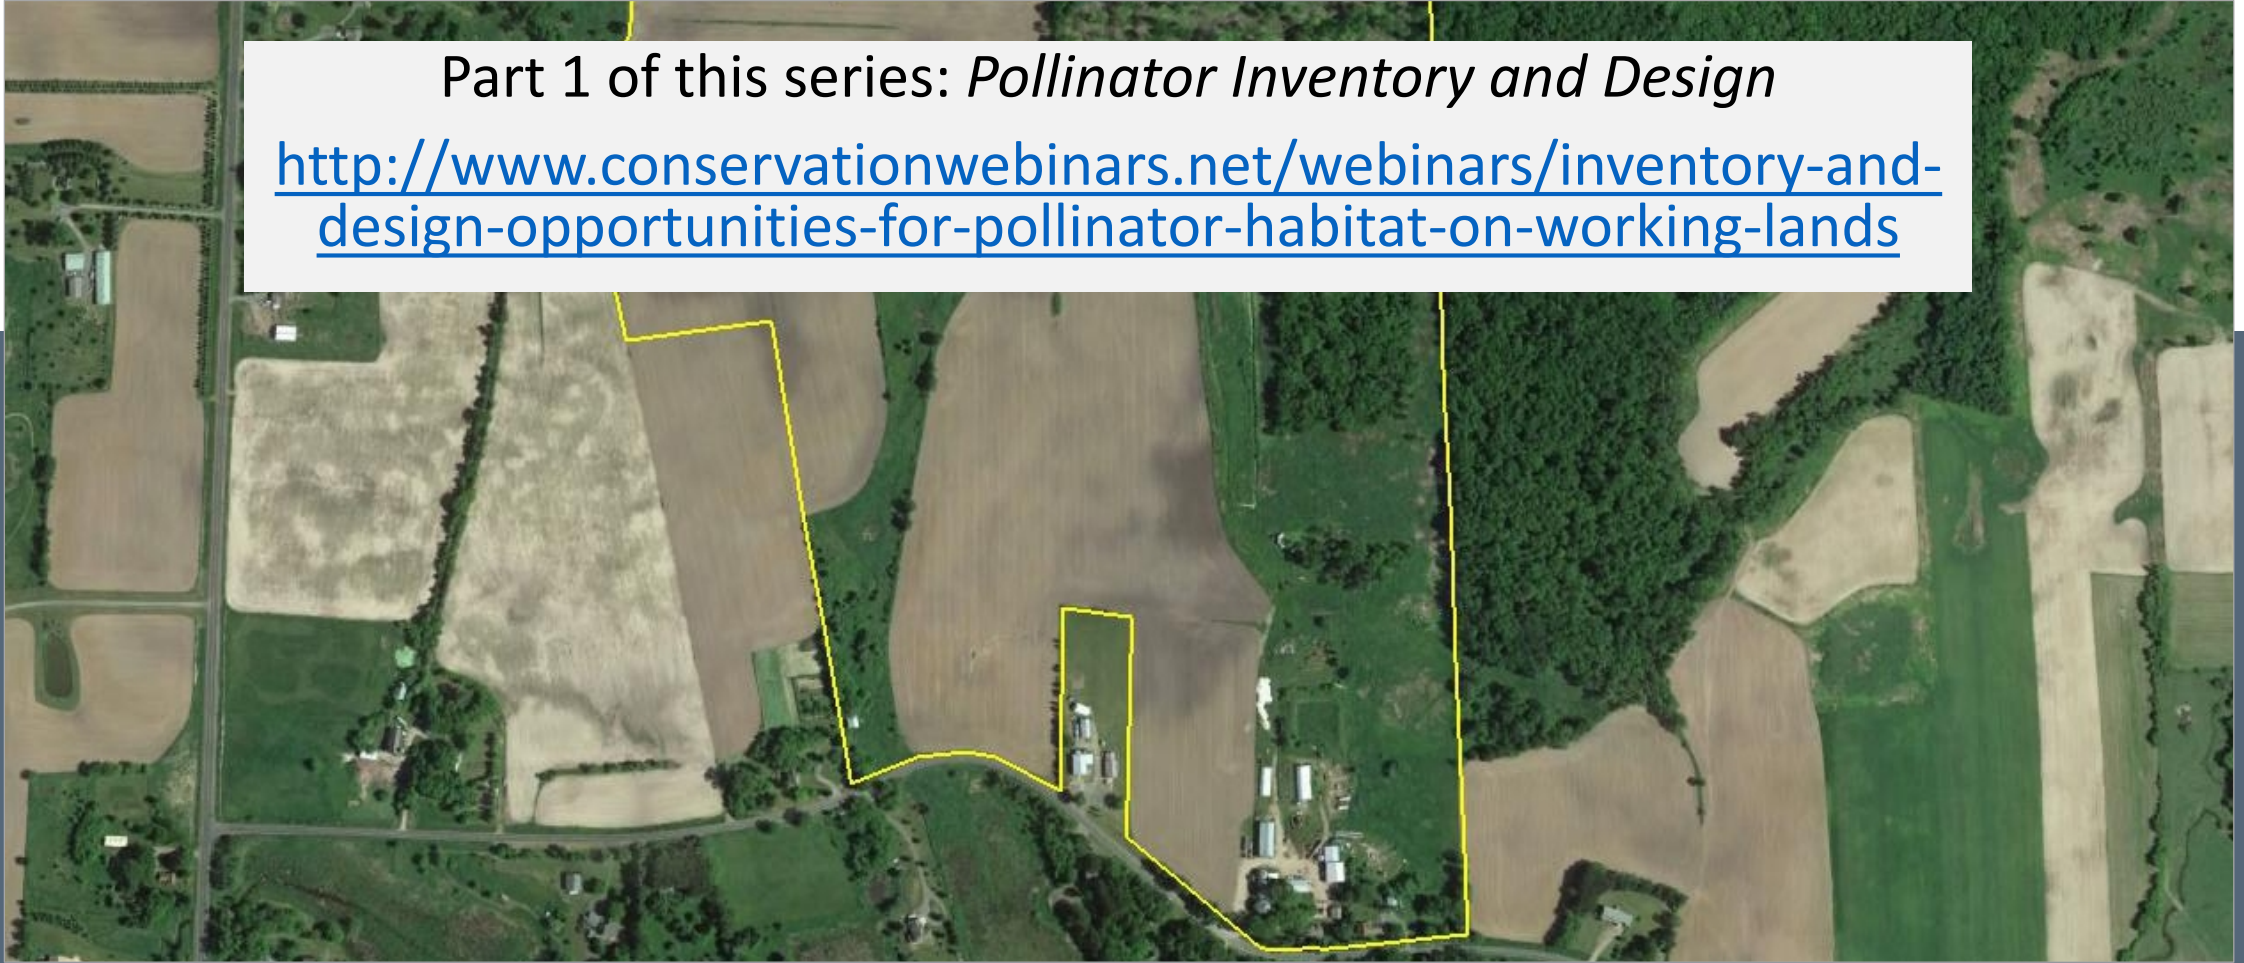 Part 1 of this series: Pollinator Inventory and Design
http://www.conservationwebinars.net/webinars/inventory-and-
design-opportunities-for-pollinator-habitat-on-working-lands